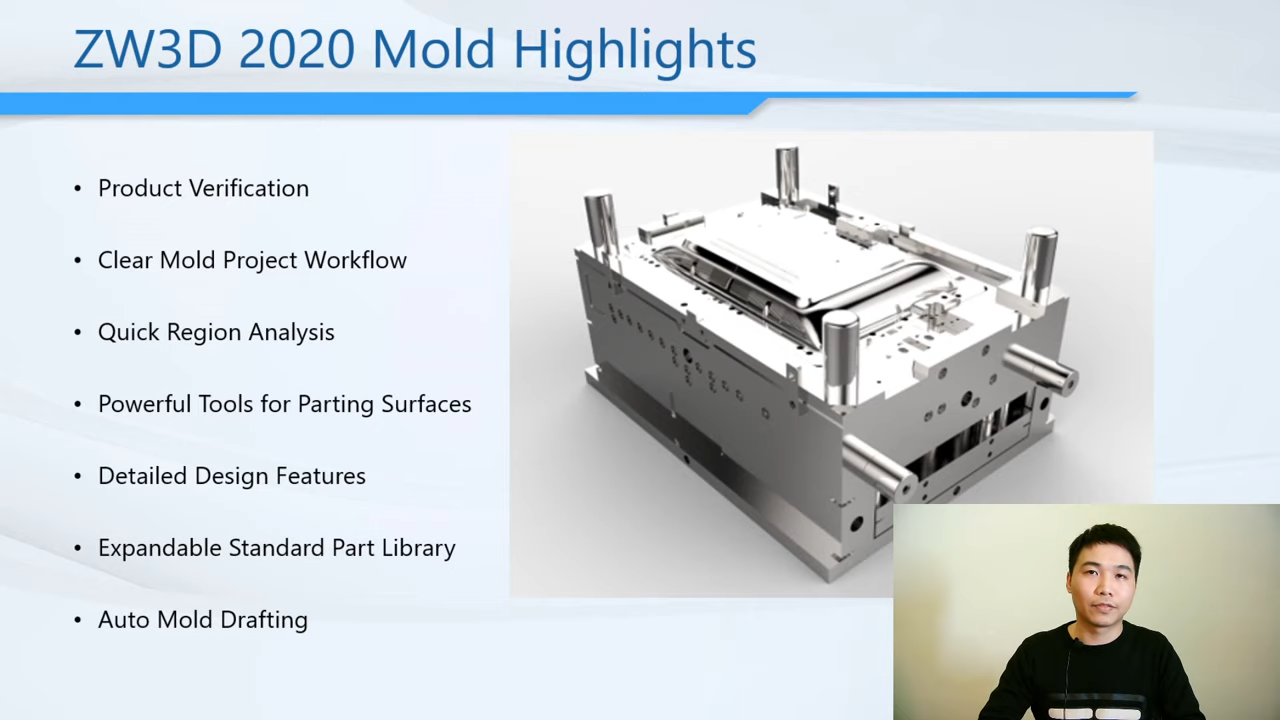 ZW3D 2020 Mold Highlights
• Product Verification
• Clear Mold Project Workflow
• Quick Region Analysis
• Powerful Tools for Parting Surfaces
• Detailed Design Features
• Expandable Standard Part Library
• Auto Mold Drafting